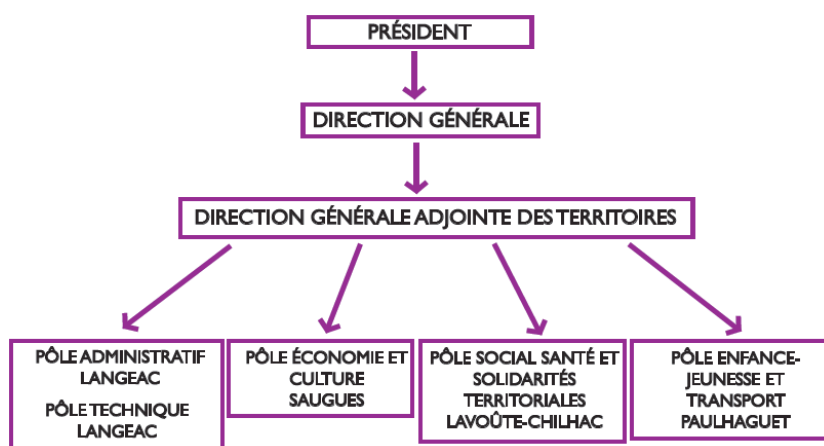 PRÉSIDENT
DIRECTION GÉNÉRALE
DIRECTION GÉNÉRALE ADJOINTE DES TERRITOIRES
PÔLE ADMINISTRATIF
LANGEAC
PÔLE TECHNIQUE
LANGEAC
PÔLE ÉCONOMIE ET
CULTURE
SAUGUES
PÔLE SOCIAL SANTÉ ET
SOLIDARITÉS
TERRITORIALES
LAVOÛTE-CHILHAC
PÔLE ENFANCE-
JEUNESSE ET
TRANSPORT
PAULHAGUET